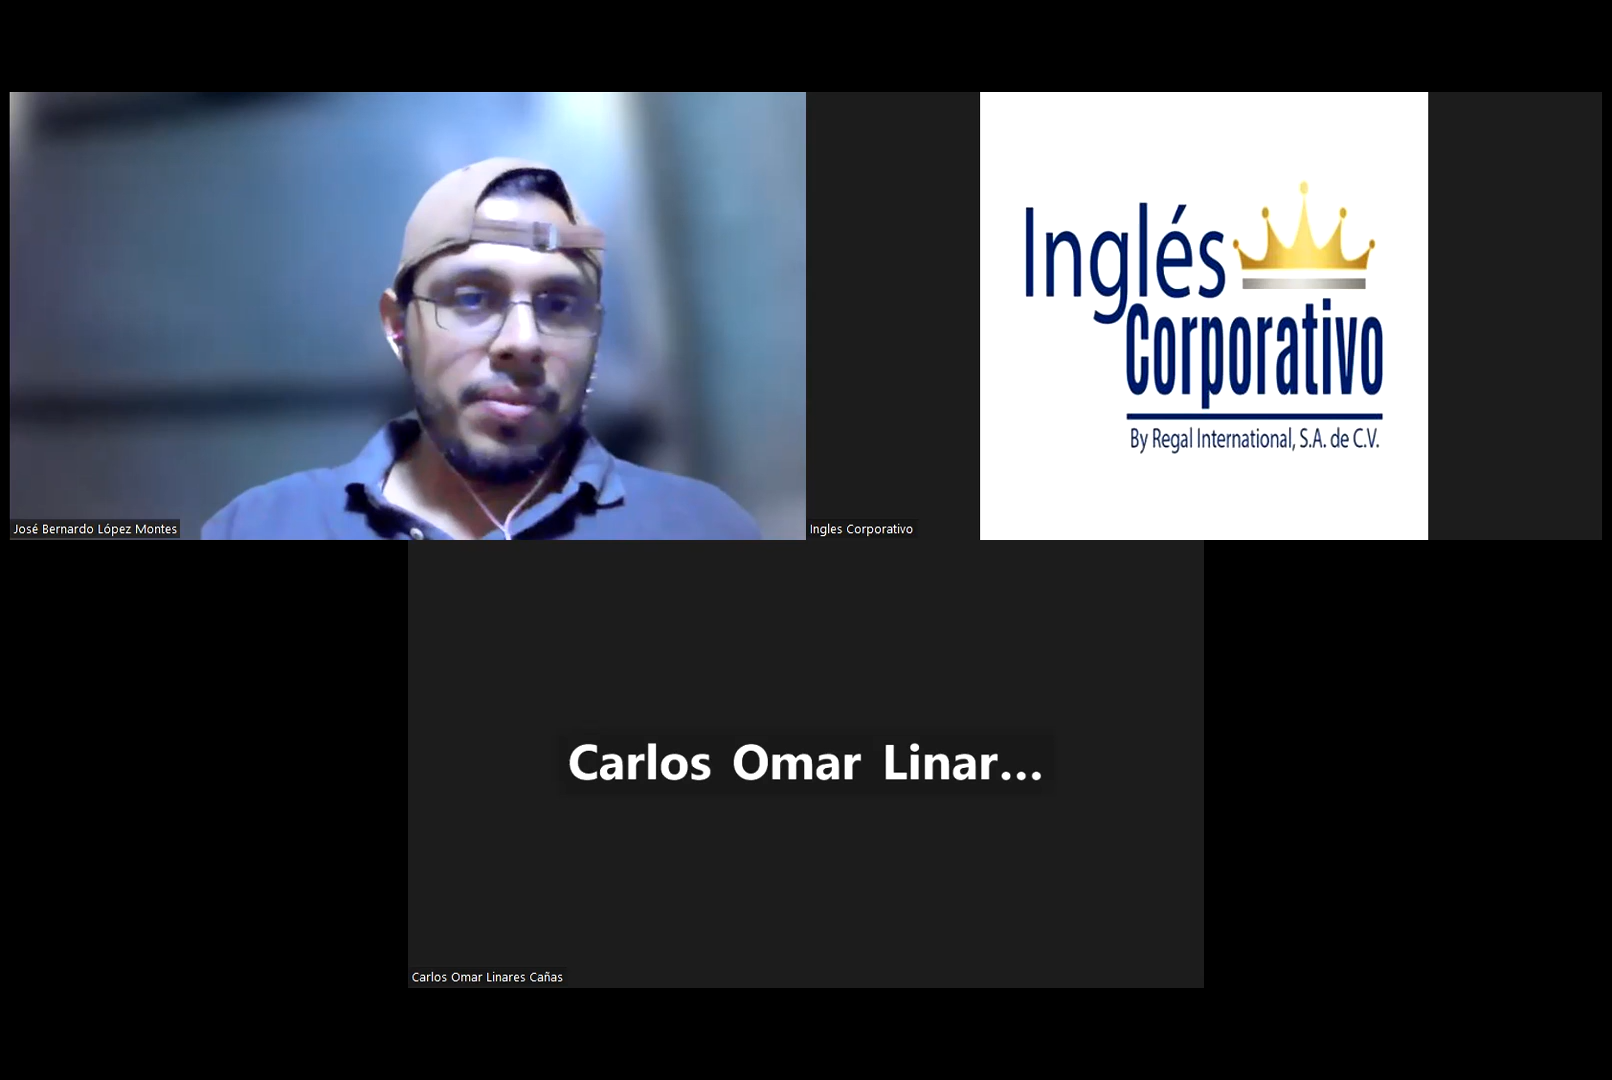 Inglés
Corporativo
By Regal International, S.A. de C.V.
José Bernardo López Montes
Ingles Corporativo
Carlos Omar Linar...
Carlos Omar Linares Cañas